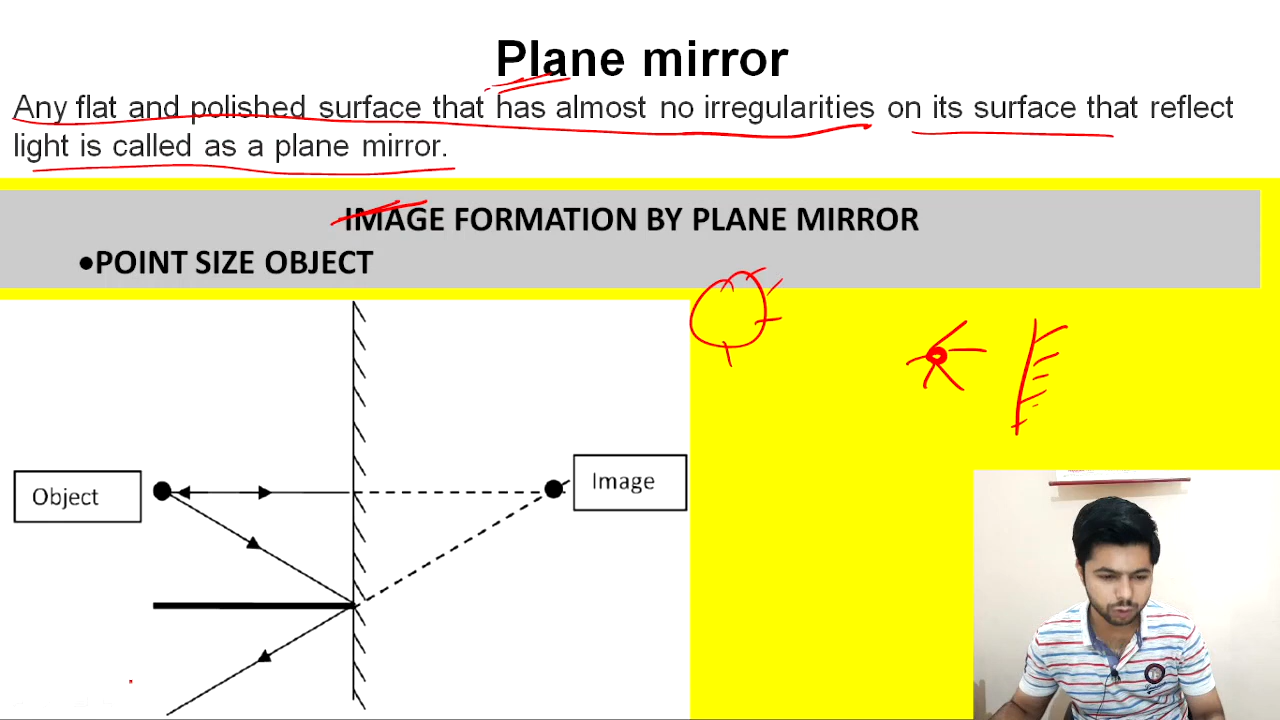 Plane mirror
Any flat and polished surface that has almost no irregularities on its surface that reflect
light is called as a plane mirror.
IMAGE FORMATION BY PLANE MIRROR
•POINT SIZE OBJECT
Object
Image